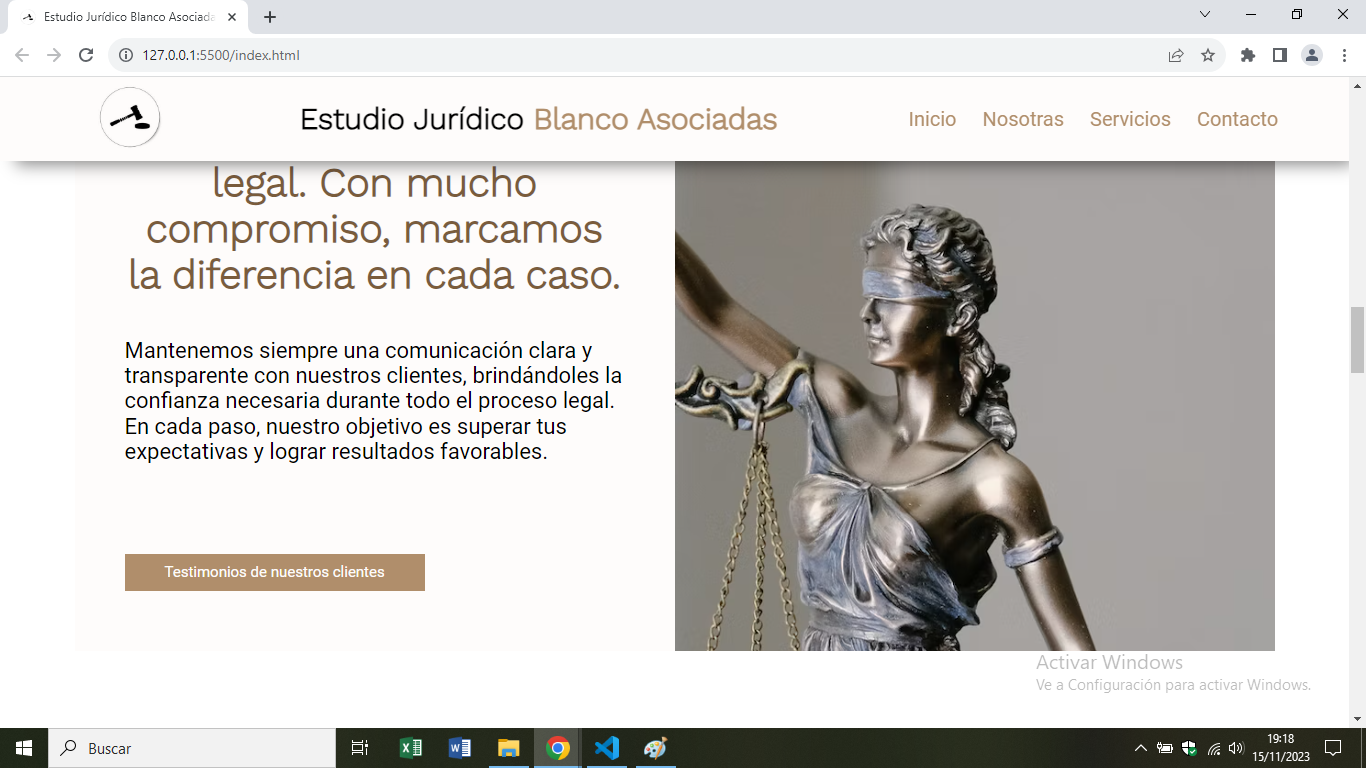 Estudio Jurídico Blanco Asociada
127.0.0.1:5500/index.html
Estudio Jurídico Blanco Asociadas
Inicio
Nosotras
Servicios
Contacto
legal. Con mucho
compromiso, marcamos
la diferencia en cada caso.
Mantenemos siempre una comunicación clara y
transparente con nuestros clientes, brindándoles la
confianza necesaria durante todo el proceso legal.
En cada paso, nuestro objetivo es superar tus
expectativas y lograr resultados favorables.
Testimonios de nuestros clientes
Activar Windows
Ve a Configuración para activar Windows.
Buscar
19:18
15/11/2023